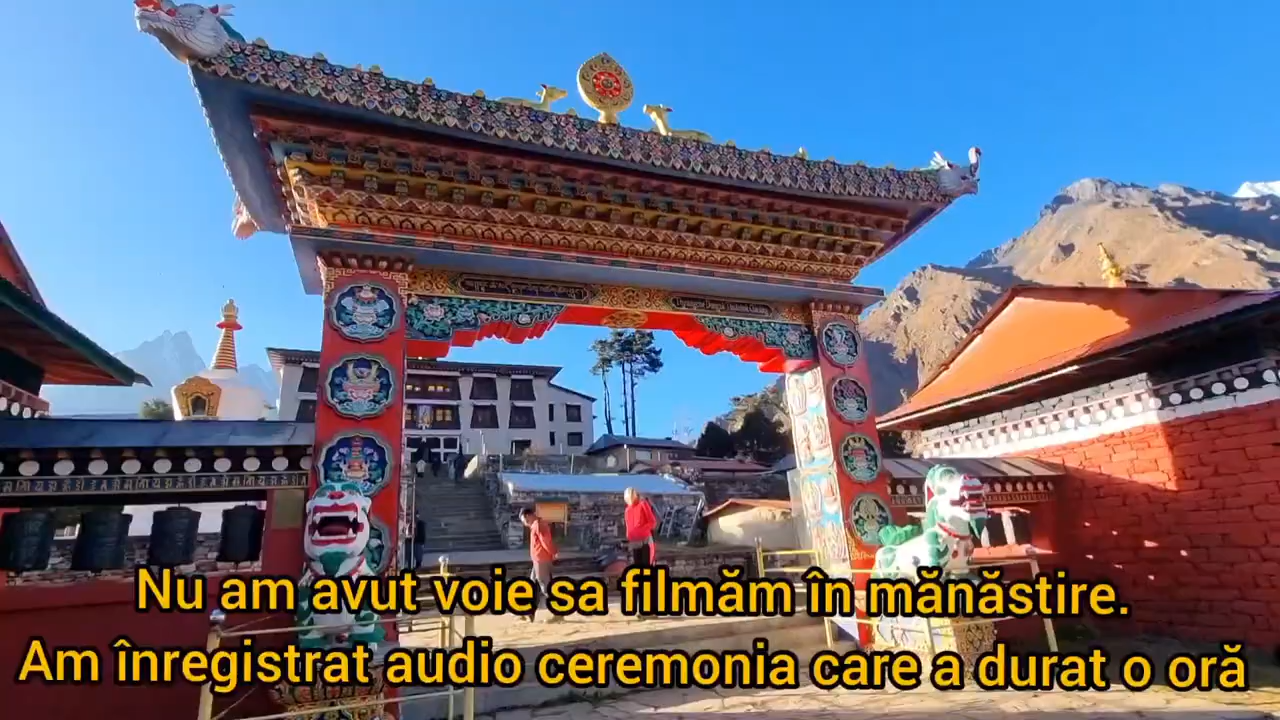 Nu am avut voie sa filmăm în mănăstire.
Am înregistrat audio ceremonia care a durat o oră